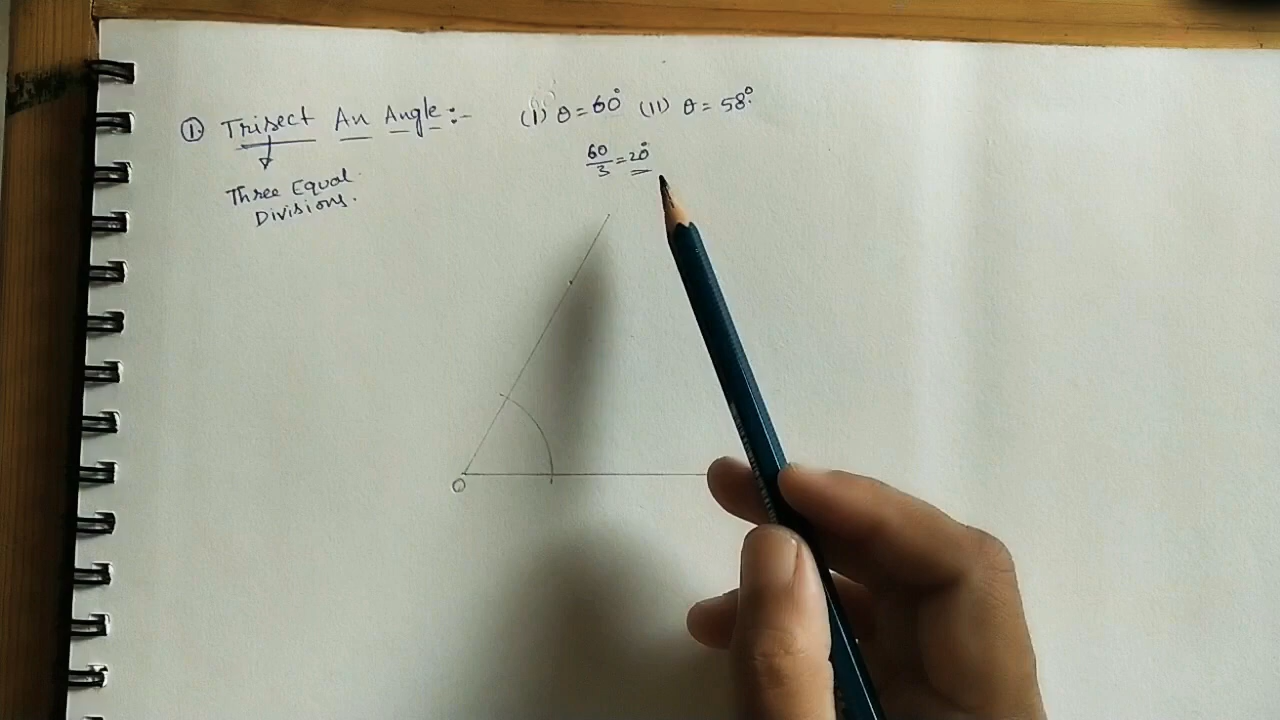 ① Trisect An Angle:- (I) θ = 60° (II) θ = 58°.
60/3 = 20°
Three Equal
Divisions.
O